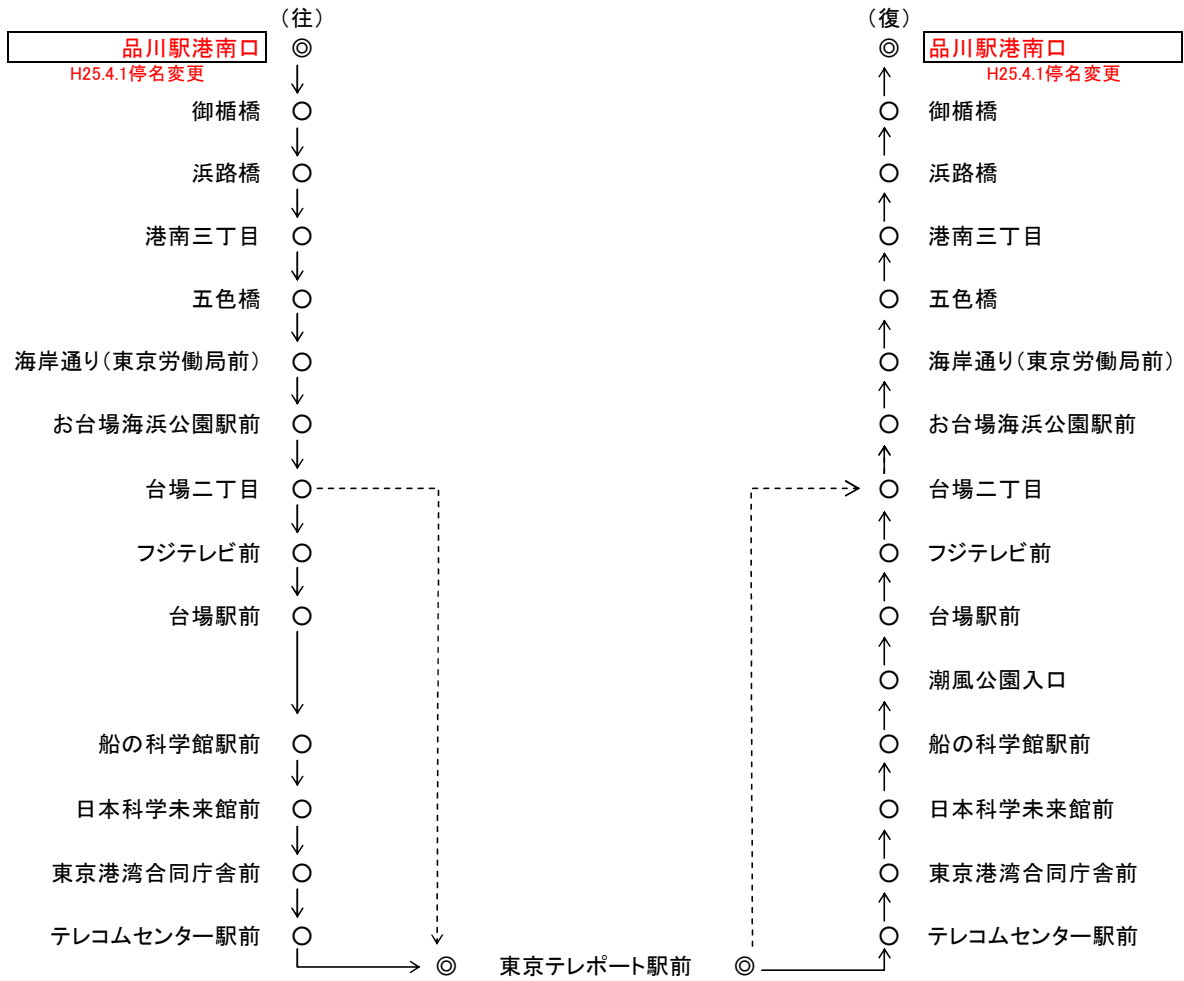 (往)
品川駅港南口
H25.4.1停名変更
御楯橋
浜路橋
港南三丁目
五色橋
海岸通り(東京労働局前)
お台場海浜公園駅前
台場二丁目
フジテレビ前
台場駅前
船の科学館駅前
日本科学未来館前
東京港湾合同庁舎前
テレコムセンター駅前
東京テレポート駅前
(復)
品川駅港南口
H25.4.1停名変更
御楯橋
浜路橋
港南三丁目
五色橋
海岸通り(東京労働局前)
お台場海浜公園駅前
台場二丁目
フジテレビ前
台場駅前
潮風公園入口
船の科学館駅前
日本科学未来館前
東京港湾合同庁舎前
テレコムセンター駅前